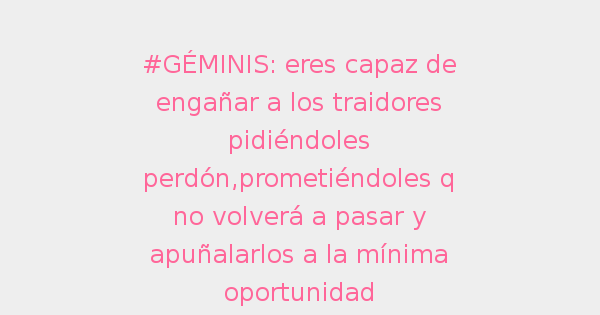 #GÉMINIS: eres capaz de
engañar a los traidores
pidiéndoles
perdón,prometiéndoles q
no volverá a pasar y
apuñalarlos a la mínima
oportunidad